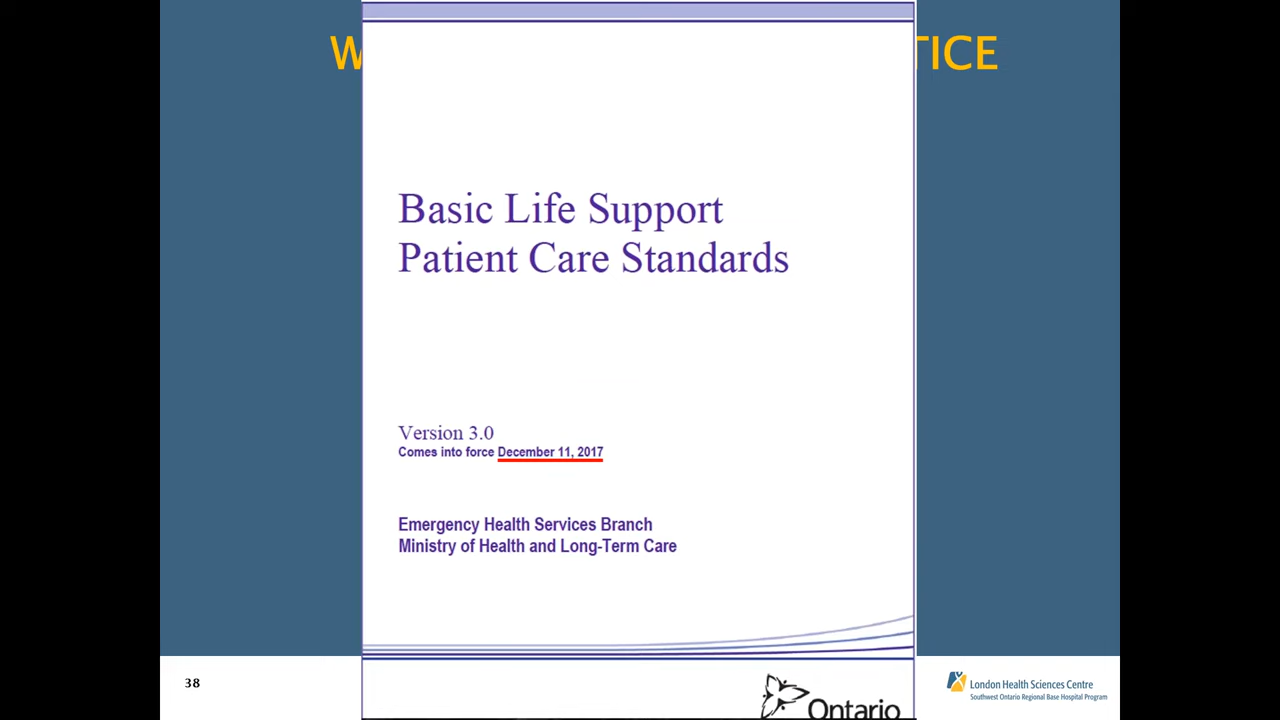 Basic Life Support
Patient Care Standards
Version 3.0
Comes into force December 11, 2017
Emergency Health Services Branch
Ministry of Health and Long-Term Care
38
Ontario
London Health Sciences Centre
Southwest Ontario Regional Base Hospital Program